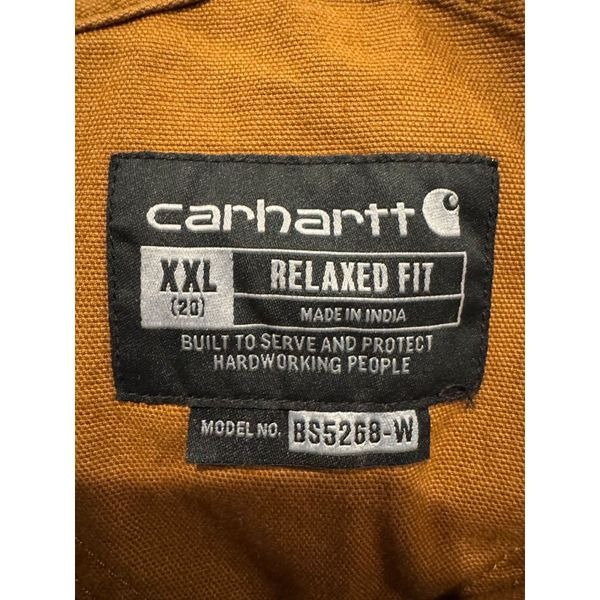 carhartt
XXL
(20)
RELAXED FIT
MADE IN INDIA
BUILT TO SERVE AND PROTECT
HARDWORKING PEOPLE
MODEL NO. BS5268-W